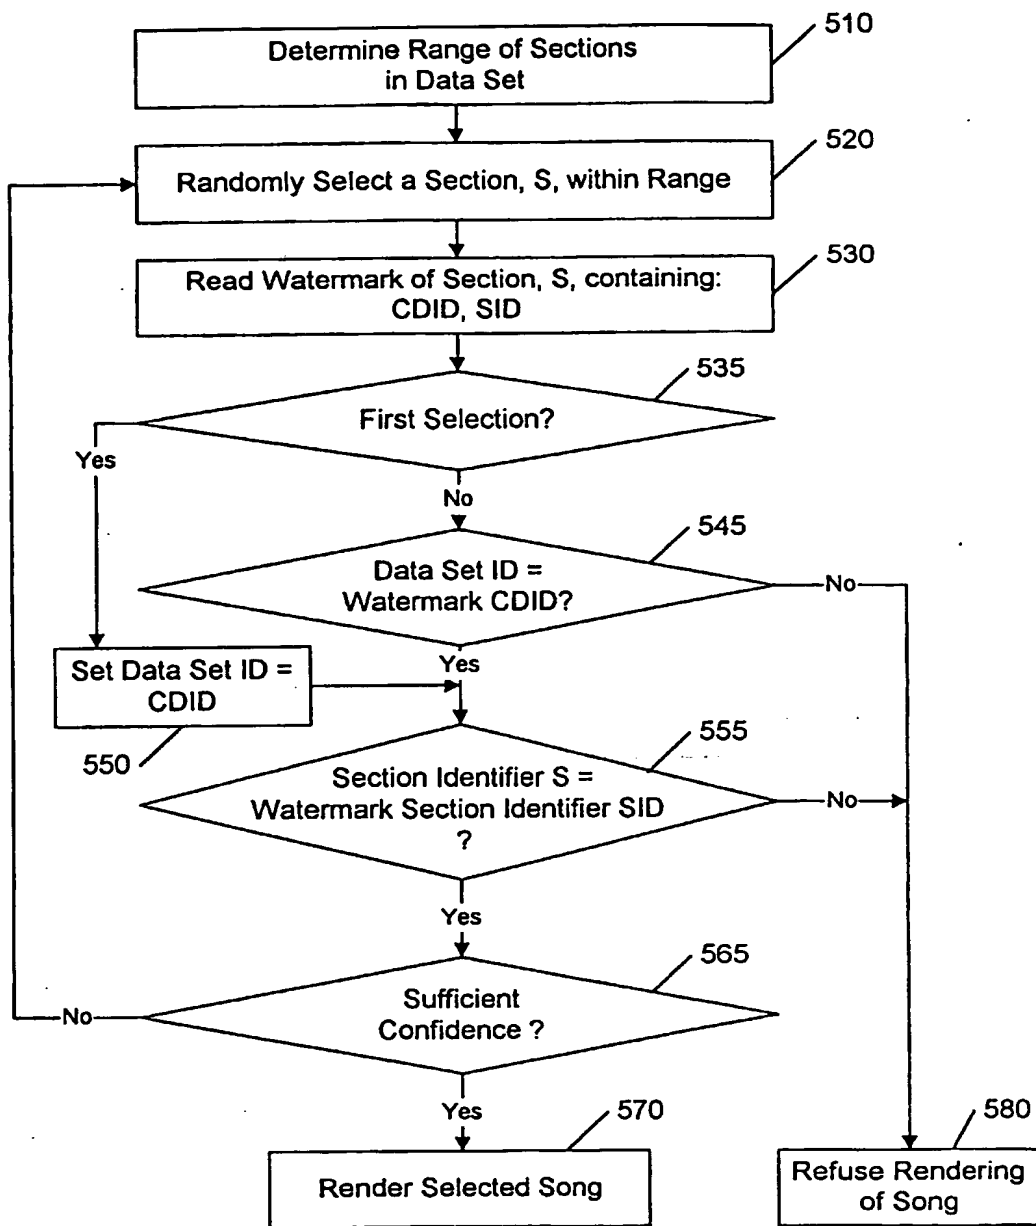 510
Determine Range of Sections
in Data Set
520
Randomly Select a Section, S, within Range
530
Read Watermark of Section, S, containing:
CDID, SID
535
First Selection?
Yes
No
545
Data Set ID =
Watermark CDID?
No
Yes
Set Data Set ID =
CDID
550
555
Section Identifier S =
Watermark Section Identifier SID
?
No
Yes
565
Sufficient
Confidence ?
No
Yes
570
Render Selected Song
580
Refuse Rendering
of Song